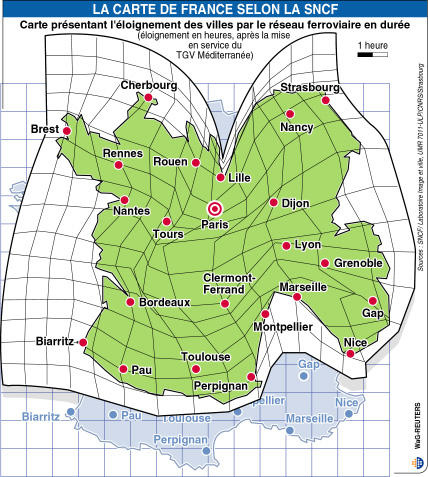 LA CARTE DE FRANCE SELON LA SNCF
Carte présentant l'éloignement des villes par le réseau ferroviaire en durée
(éloignement en heures, après la mise
en service du
TGV Méditerranée)
1 heure
Cherbourg
Strasbourg
Brest
Nancy
Rennes
Rouen
Lille
Nantes
Dijon
Paris
Tours
Lyon
Grenoble
Clermont-
Ferrand
Marseille
Bordeaux
Gap
Montpellier
Biarritz
Nice
Toulouse
Pau
Perpignan
Gap
Biarritz
Pau
Toulouse
pellier
Nice
Marseille
Perpignan
Sources : SNCF/ Laboratoire Image et ville, UMR 7011-ULP/CNRS/Strasbourg
WaG-REUTERS